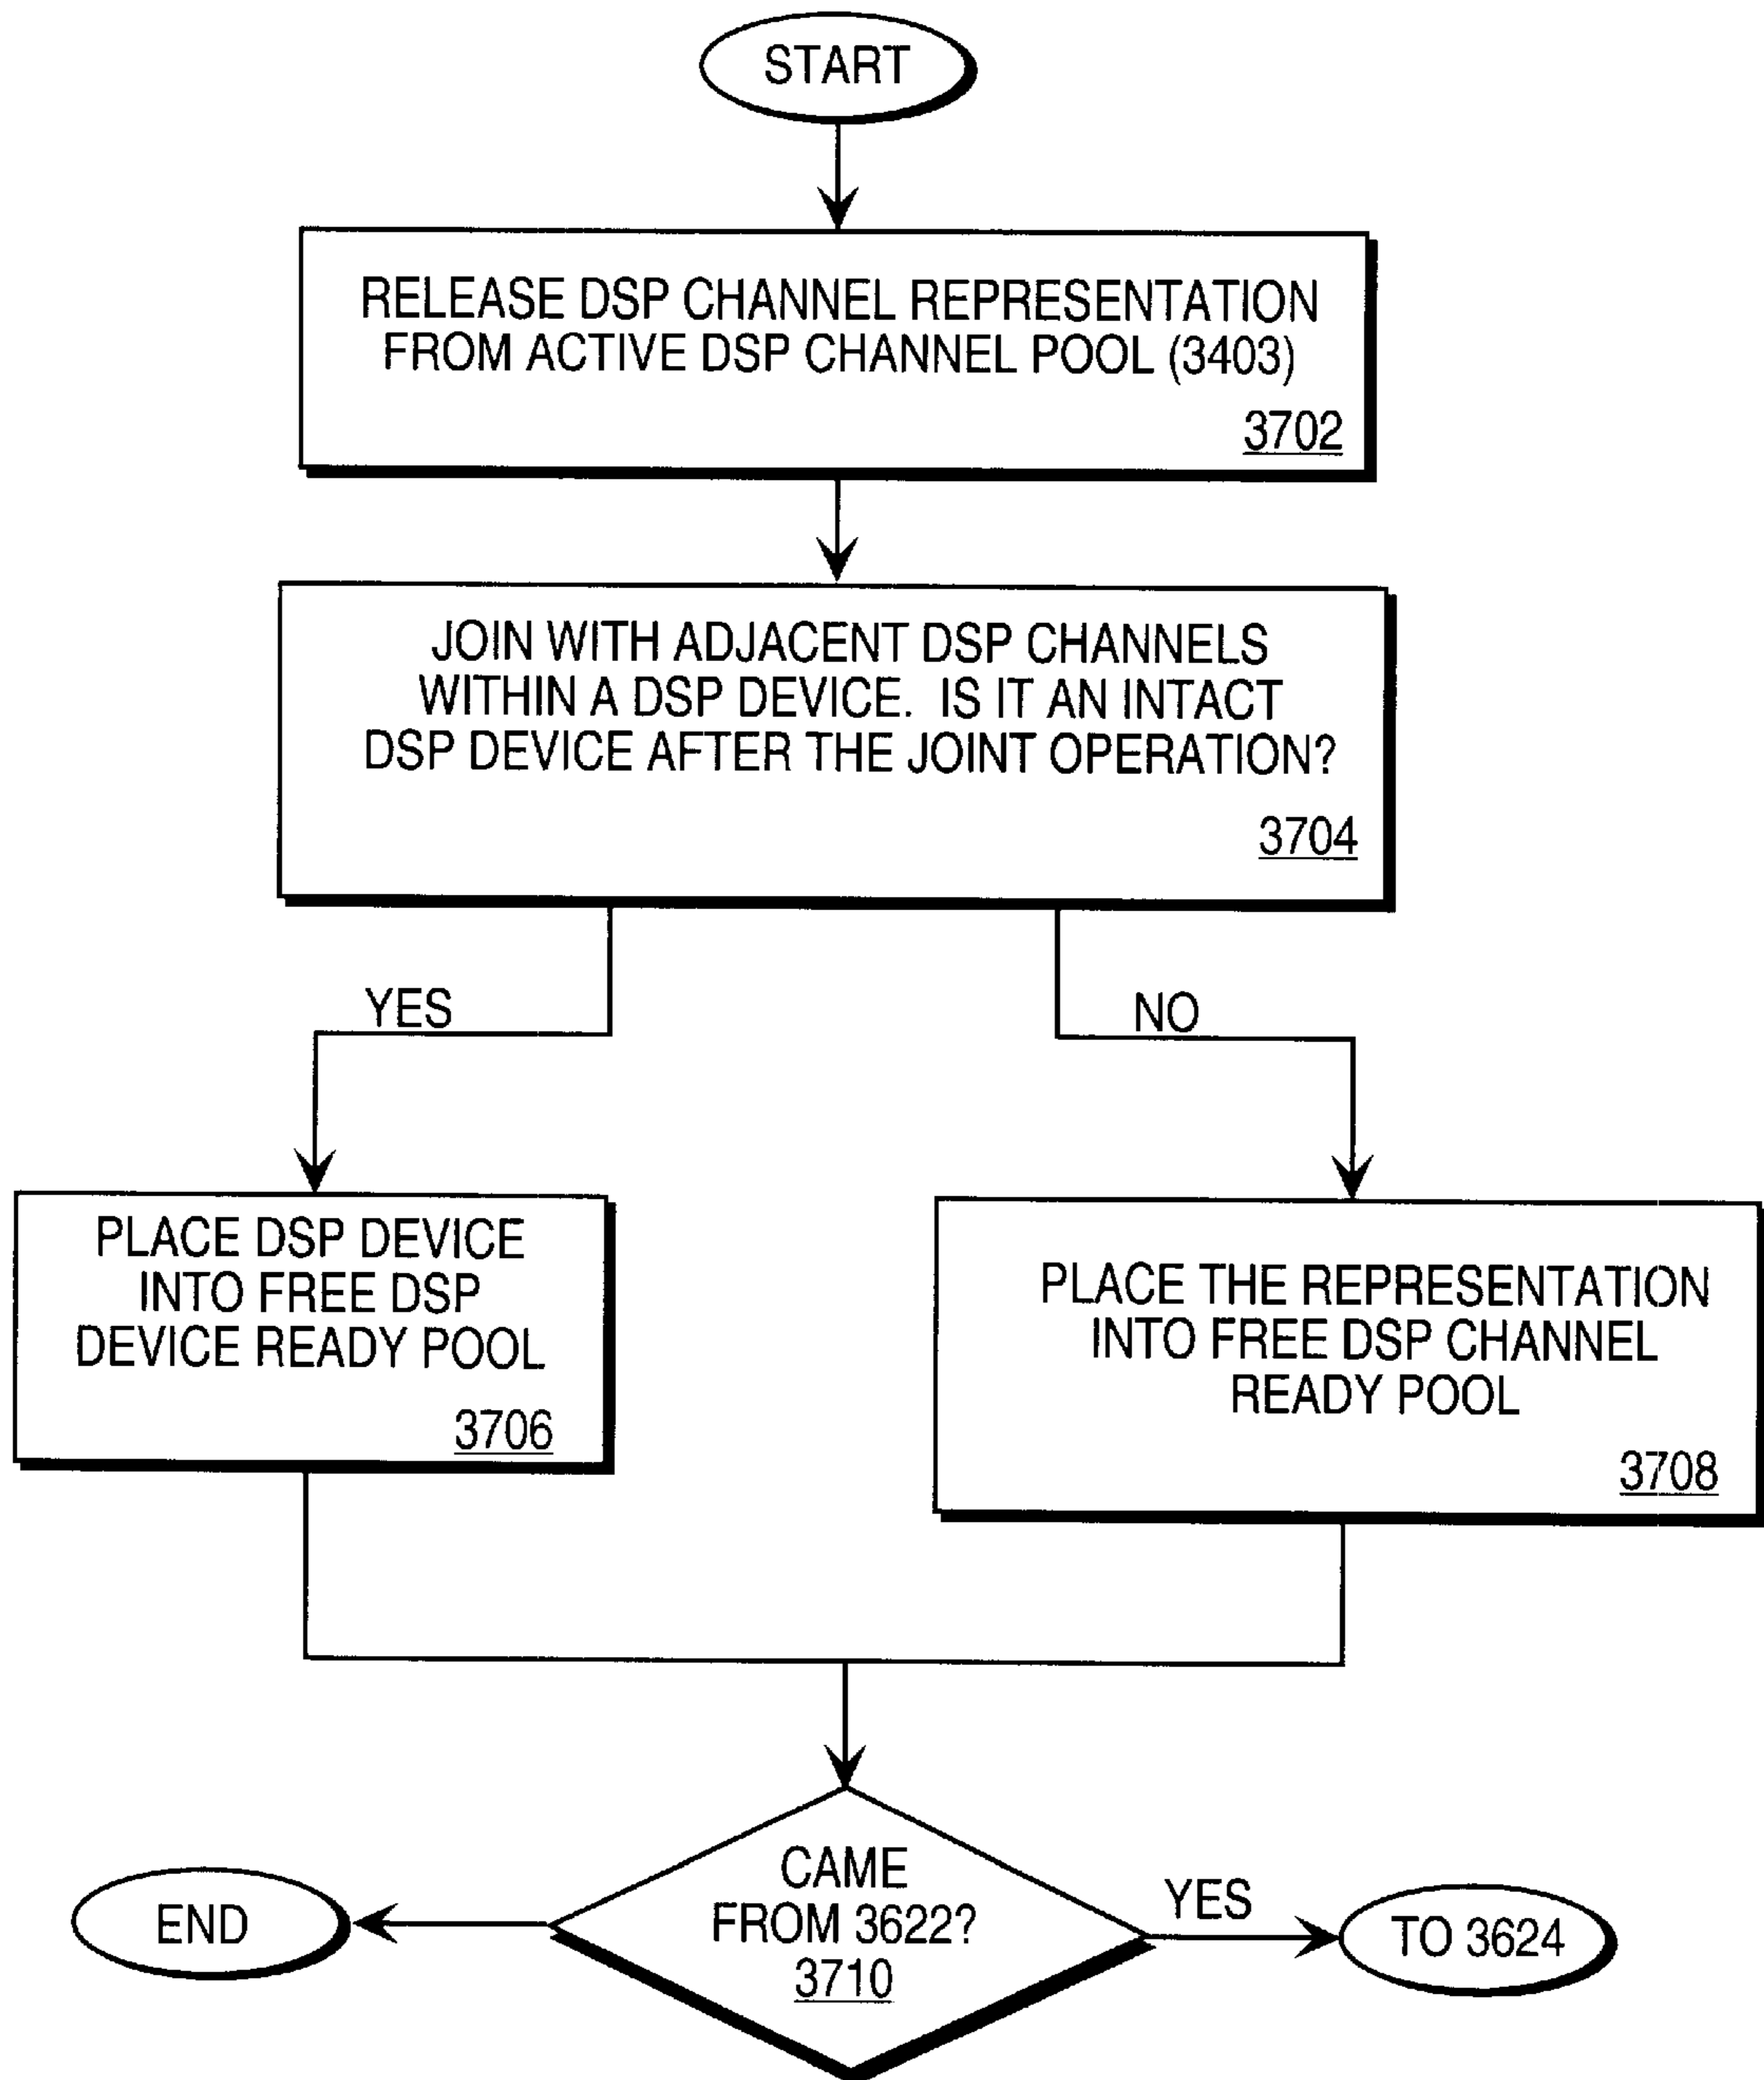 START
RELEASE DSP CHANNEL REPRESENTATION
FROM ACTIVE DSP CHANNEL POOL (3403)
3702
JOIN WITH ADJACENT DSP CHANNELS
WITHIN A DSP DEVICE. IS IT AN INTACT
DSP DEVICE AFTER THE JOINT OPERATION?
3704
YES
NO
PLACE DSP DEVICE
INTO FREE DSP
DEVICE READY POOL
3706
PLACE THE REPRESENTATION
INTO FREE DSP CHANNEL
READY POOL
3708
CAME
FROM 3622?
3710
END
YES
TO 3624